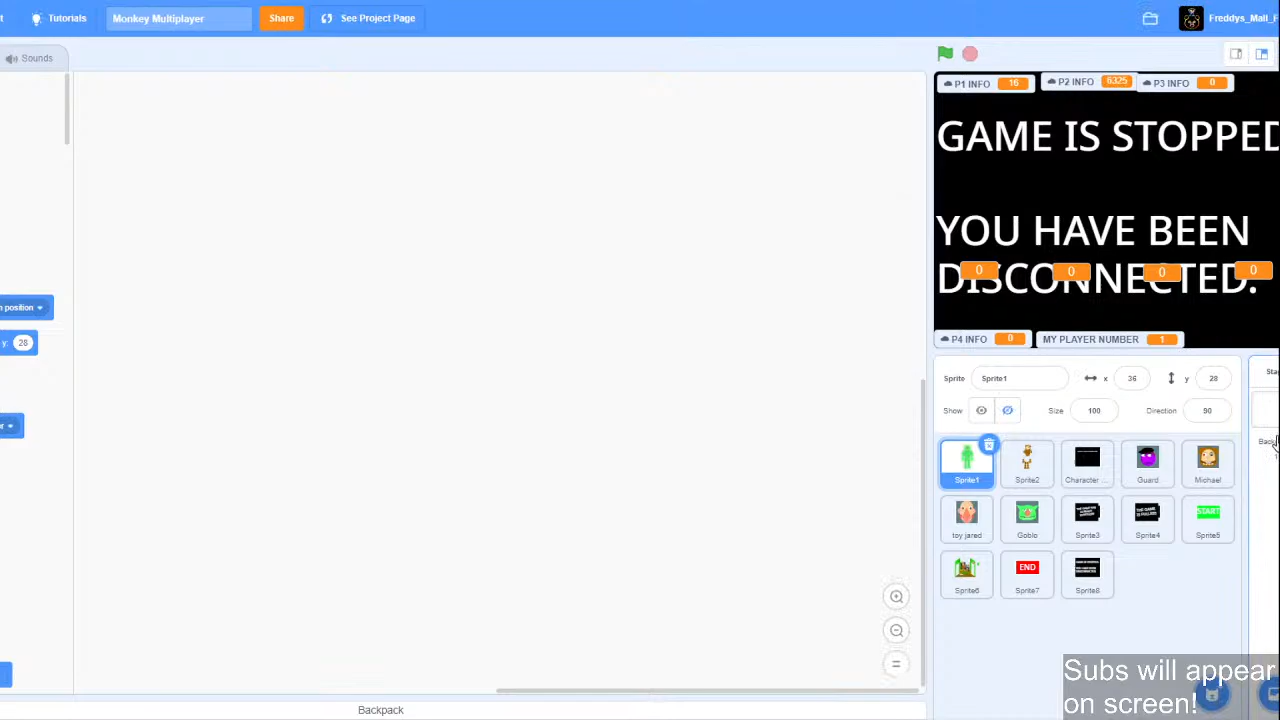 Tutorials
Monkey Multiplayer
Share
See Project Page
Freddys_Mall_F
Sounds
P1 INFO 16
P2 INFO 6325
P3 INFO 0
GAME IS STOPPED
YOU HAVE BEEN
DISCONNECTED.
0 0 0 0
P4 INFO 0
MY PLAYER NUMBER 1
n position
y: 28
Sprite Sprite1 x 36 y 28
Show Size 100 Direction 90
Sprite1 Sprite2 Character ... Guard Michael
toy jared Goblo Sprite3 Sprite4 START Sprite5
Sprite6 END Sprite7 Sprite8
Backpack
Subs will appear
on screen!